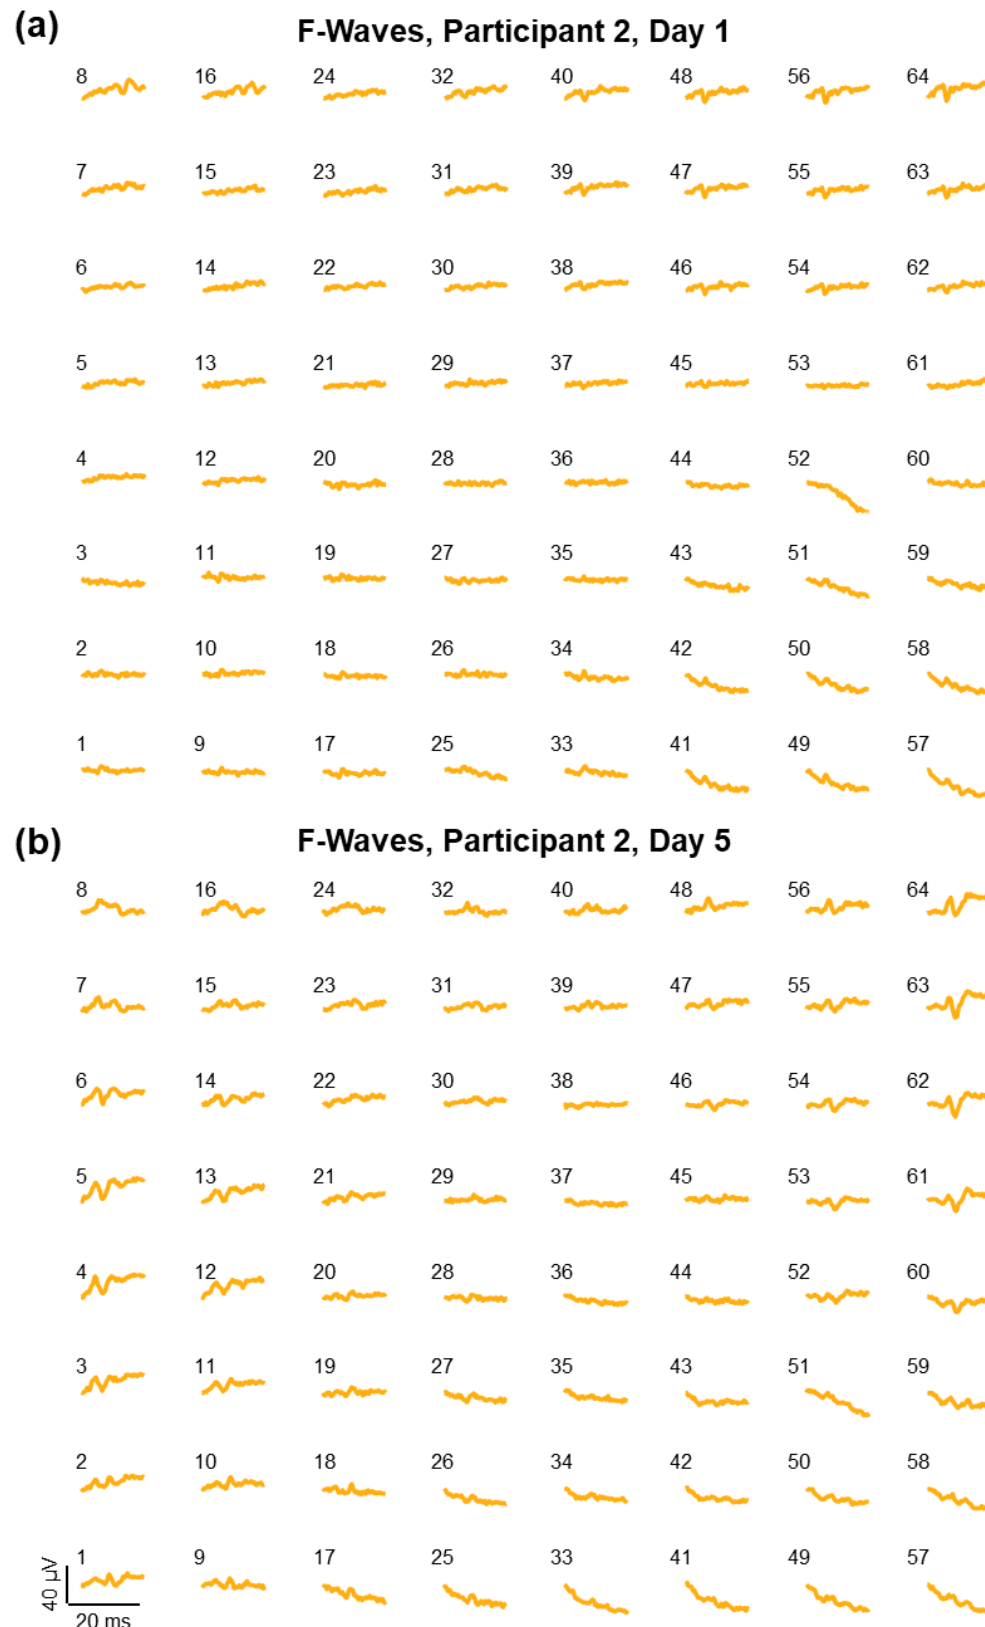 (a)
F-Waves, Participant 2, Day 1
8 16 24 32 40 48 56 64
7 15 23 31 39 47 55 63
6 14 22 30 38 46 54 62
5 13 21 29 37 45 53 61
4 12 20 28 36 44 52 60
3 11 19 27 35 43 51 59
2 10 18 26 34 42 50 58
1 9 17 25 33 41 49 57
(b)
F-Waves, Participant 2, Day 5
8 16 24 32 40 48 56 64
7 15 23 31 39 47 55 63
6 14 22 30 38 46 54 62
5 13 21 29 37 45 53 61
4 12 20 28 36 44 52 60
3 11 19 27 35 43 51 59
2 10 18 26 34 42 50 58
1 9 17 25 33 41 49 57
40 µV
20 ms